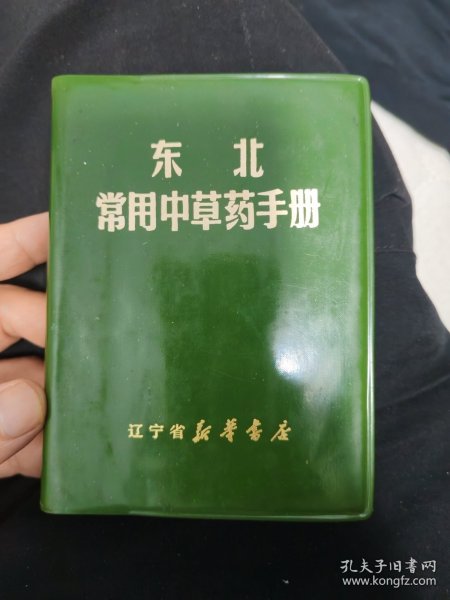 东 北
常用中草药手册
辽宁省新华书店
孔夫子旧书网
www.kongfz.com